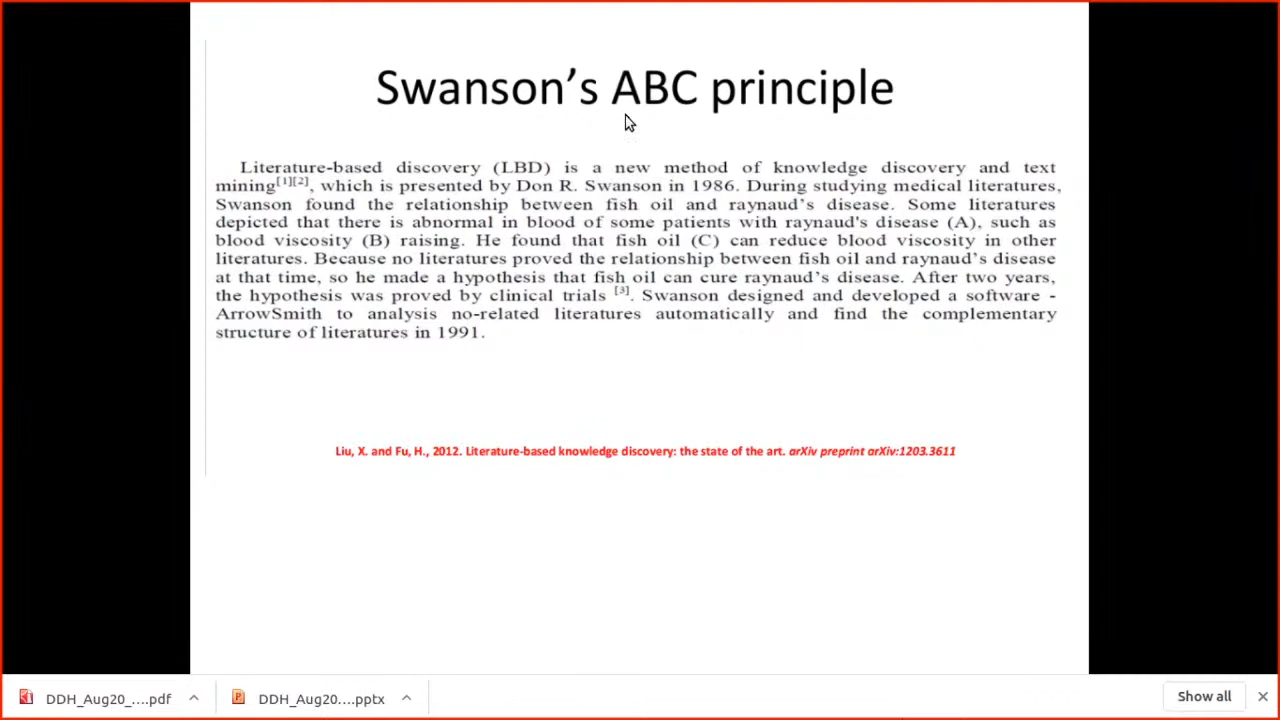 Swanson's ABC principle
Literature-based discovery (LBD) is a new method of knowledge discovery and text
mining[1][2], which is presented by Don R. Swanson in 1986. During studying medical literatures,
Swanson found the relationship between fish oil and raynaud's disease. Some literatures
depicted that there is abnormal in blood of some patients with raynaud's disease (A), such as
blood viscosity (B) raising. He found that fish oil (C) can reduce blood viscosity in other
literatures. Because no literatures proved the relationship between fish oil and raynaud's disease
at that time, so he made a hypothesis that fish oil can cure raynaud's disease. After two years,
the hypothesis was proved by clinical trials [3]. Swanson designed and developed a software -
ArrowSmith to analysis no-related literatures automatically and find the complementary
structure of literatures in 1991.
Liu, X. and Fu, H., 2012. Literature-based knowledge discovery: the state of the art. arXiv preprint arXiv:1203.3611
DDH_Aug20_....pdf
DDH_Aug20....pptx
Show all